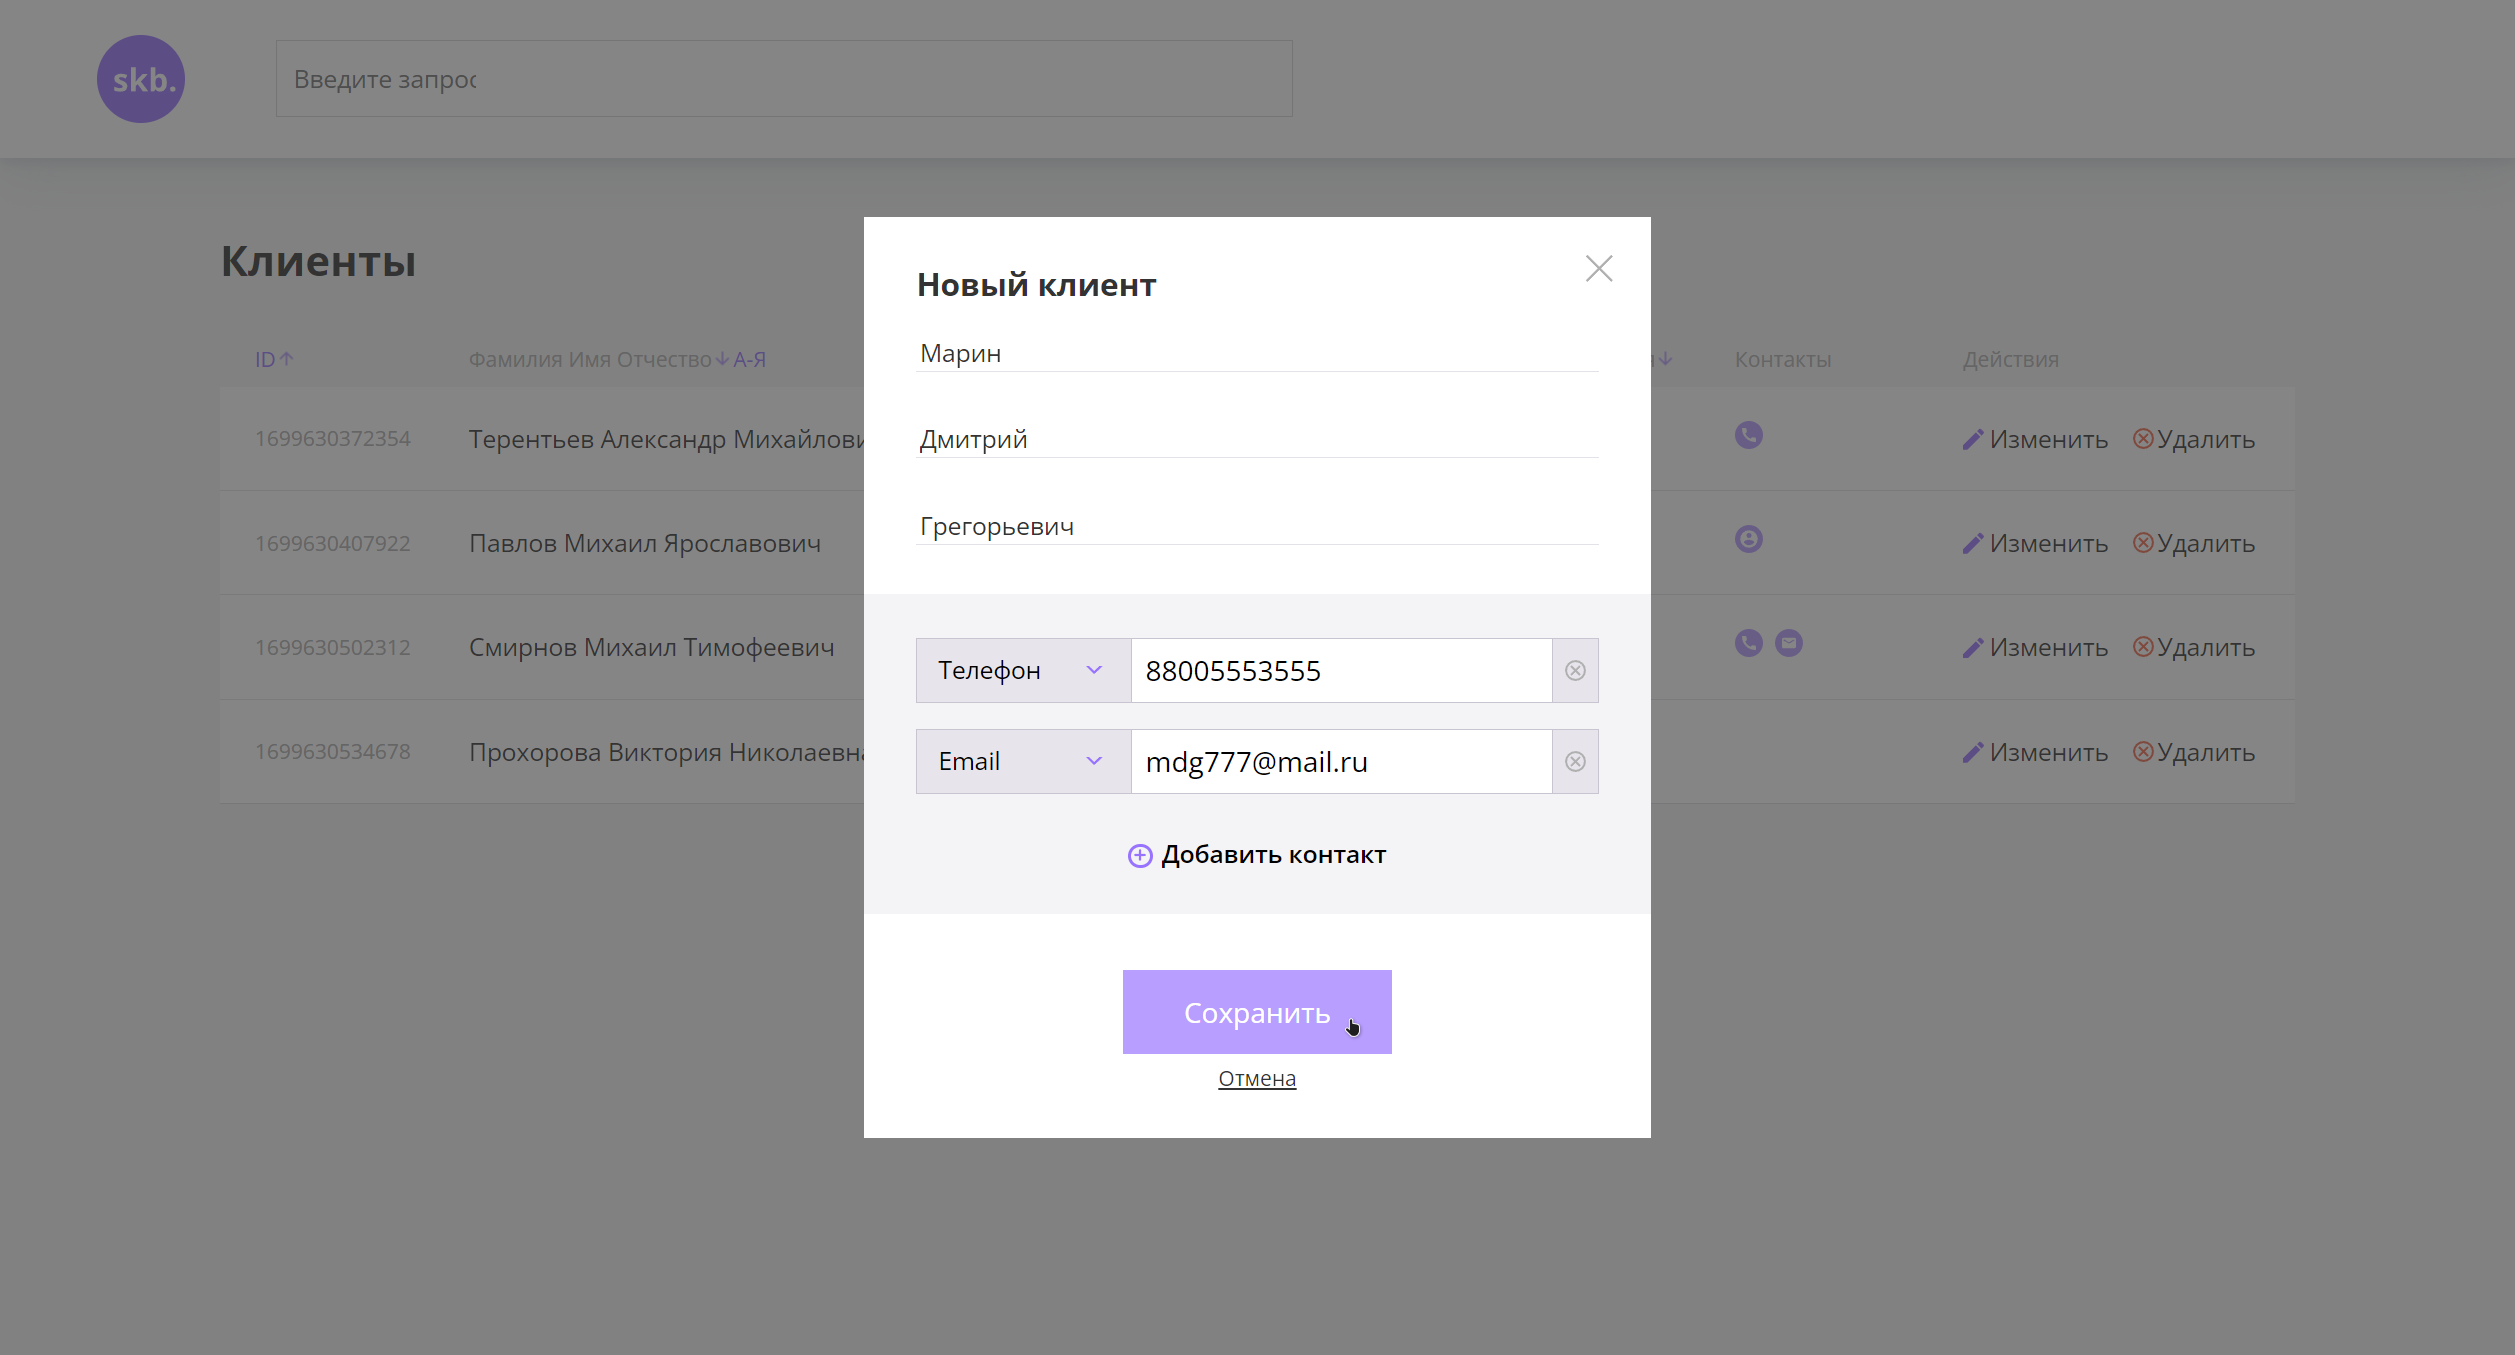 skb.
Введите запрос
Клиенты
ID Фамилия Имя Отчество А-Я Контакты Действия
1699630372354 Терентьев Александр Изменить Удалить
1699630407922 Павлов Михаил Ярославович Изменить Удалить
1699630502312 Смирнов Михаил Тимофеевич Изменить Удалить
1699630534678 Прохорова Виктория Николаевна Изменить Удалить
Новый клиент
Марин
Дмитрий
Грегорьевич
Телефон 88005553555
Email mdg777@mail.ru
Добавить контакт
Сохранить
Отмена